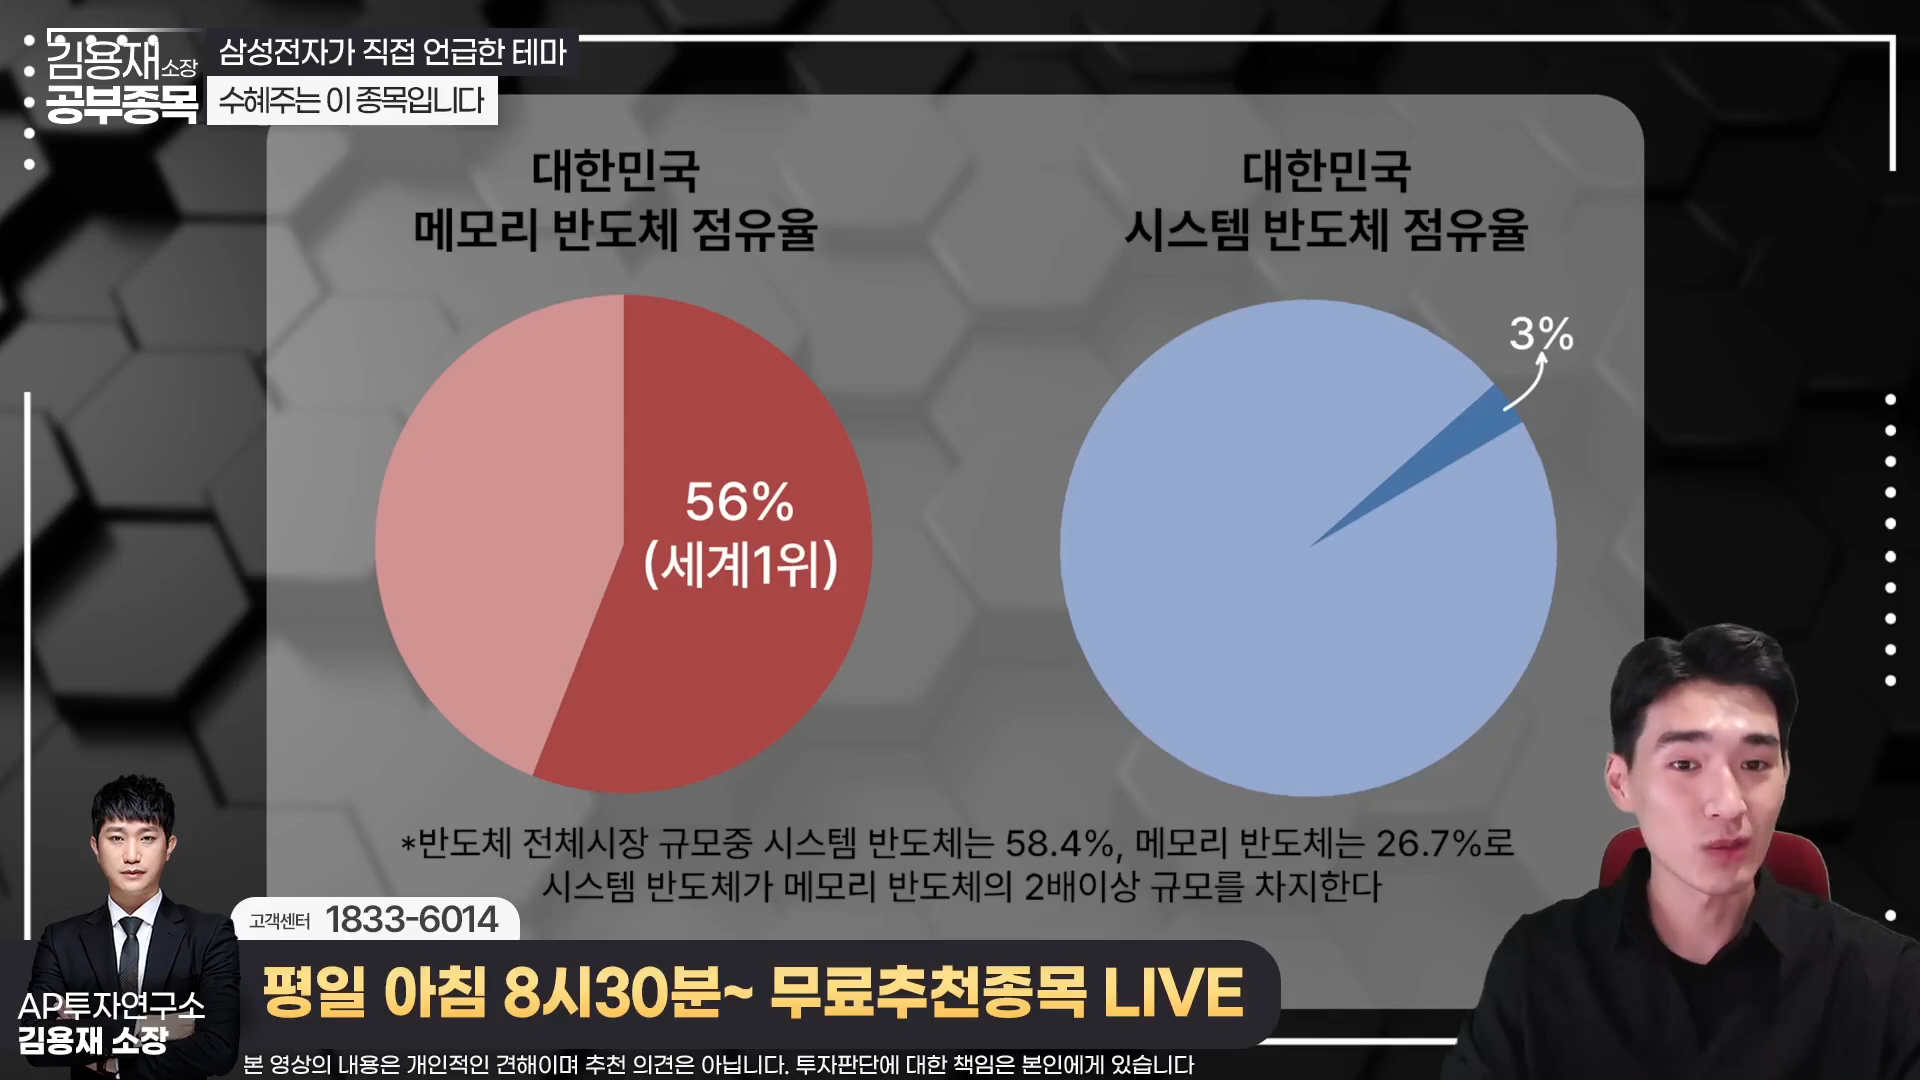 김용재 소장
공부종목
삼성전자가 직접 언급한 테마
수혜주는 이 종목입니다
대한민국
메모리 반도체 점유율
56%
(세계1위)
대한민국
시스템 반도체 점유율
3%
*반도체 전체시장 규모중 시스템 반도체는 58.4%, 메모리 반도체는 26.7%로
시스템 반도체가 메모리 반도체의 2배이상 규모를 차지한다
고객센터 1833-6014
평일 아침 8시30분~ 무료추천종목 LIVE
AP투자연구소
김용재 소장
본 영상의 내용은 개인적인 견해이며 추천 의견은 아닙니다. 투자판단에 대한 책임은 본인에게 있습니다